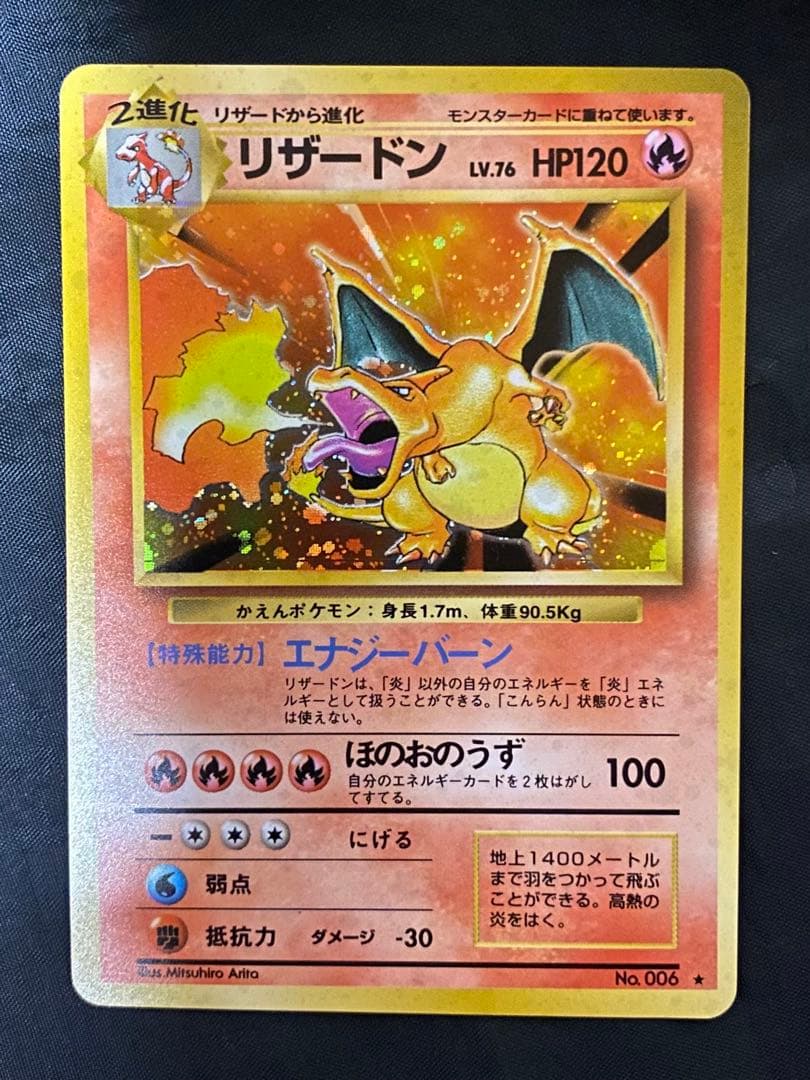 2進化 リザードから進化 モンスターカードに重ねて使います。
リザードン LV.76 HP120
かえんポケモン：身長1.7m、体重90.5Kg
【特殊能力】エナジーバーン
リザードンは、「炎」以外の自分のエネルギーを「炎」エネ
ルギーとして扱うことができる。「こんらん」状態のときに
は使えない。
ほのおのうず 100
自分のエネルギーカードを2枚はがし
てすてる。
にげる
弱点
抵抗力 ダメージ -30
地上1400メートル
まで羽をつかって飛ぶ
ことができる。高熱の
炎をはく。
Illus.Mitsuhiro Arita
No.006 ★